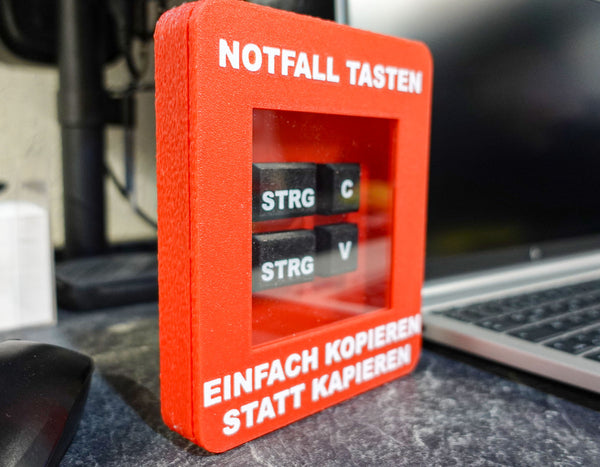 NOTFALL TASTEN
STRG C
STRG V
EINFACH KOPIEREN
STATT KAPIEREN